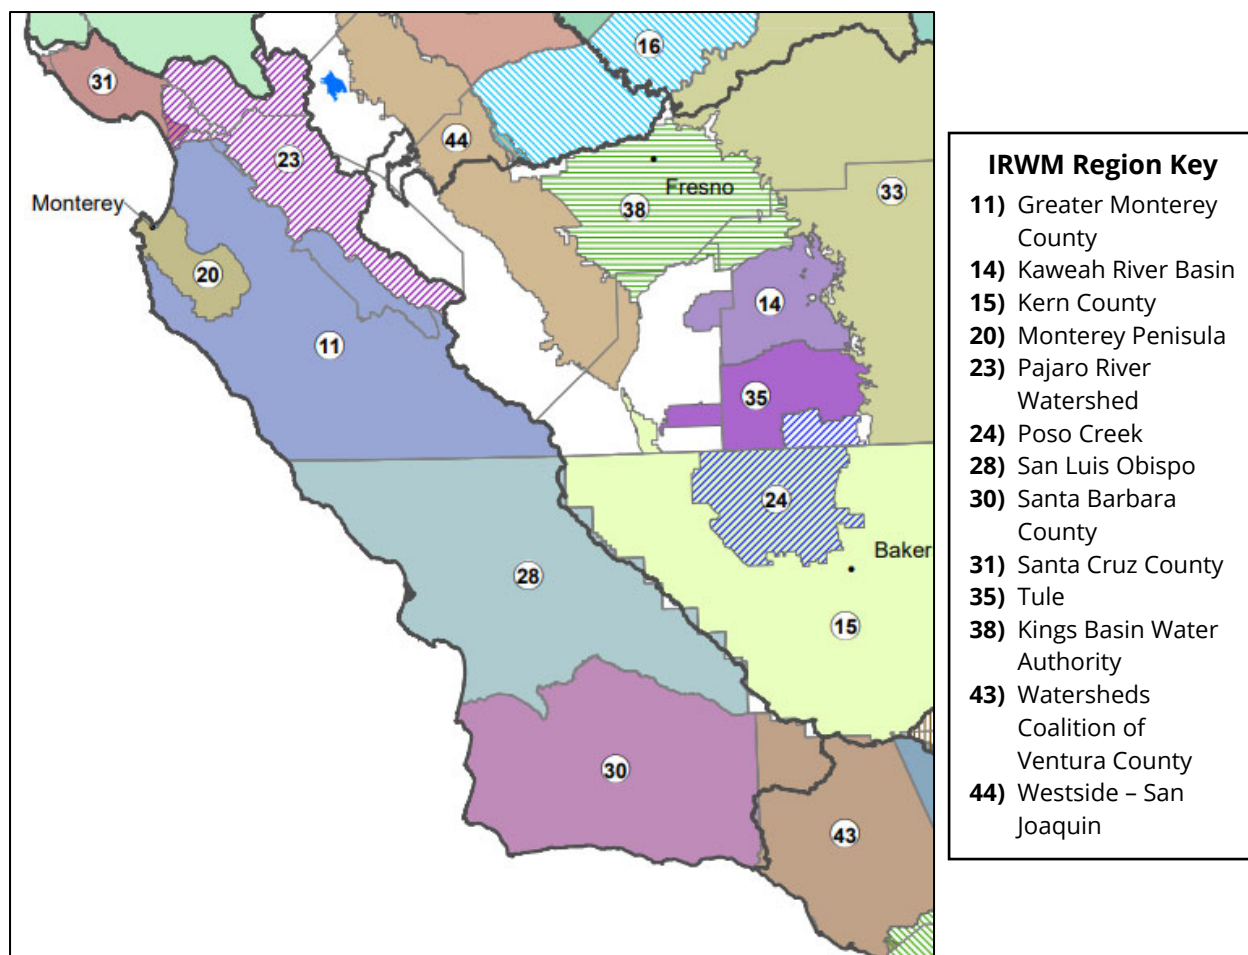 16
31
44
23
Fresno
33
Monterey
38
20
14
11
35
24
Baker
28
15
30
43
IRWM Region Key
11) Greater Monterey
County
14) Kaweah River Basin
15) Kern County
20) Monterey Penisula
23) Pajaro River
Watershed
24) Poso Creek
28) San Luis Obispo
30) Santa Barbara
County
31) Santa Cruz County
35) Tule
38) Kings Basin Water
Authority
43) Watersheds
Coalition of
Ventura County
44) Westside – San
Joaquin